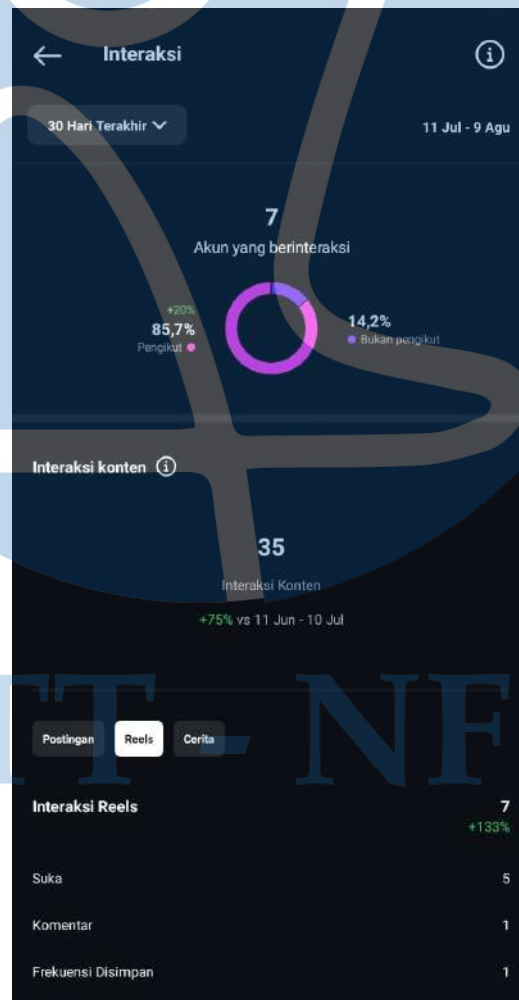 Interaksi
30 Hari Terakhir
11 Jul - 9 Agu
7
Akun yang berinteraksi
+20%
85,7%
Pengikut
14,2%
Bukan pengikut
Interaksi konten
35
Interaksi Konten
+75% vs 11 Jun - 10 Jul
TT - NF
Postingan Reels Cerita
Interaksi Reels 7
+133%
Suka 5
Komentar 1
Frekuensi Disimpan 1